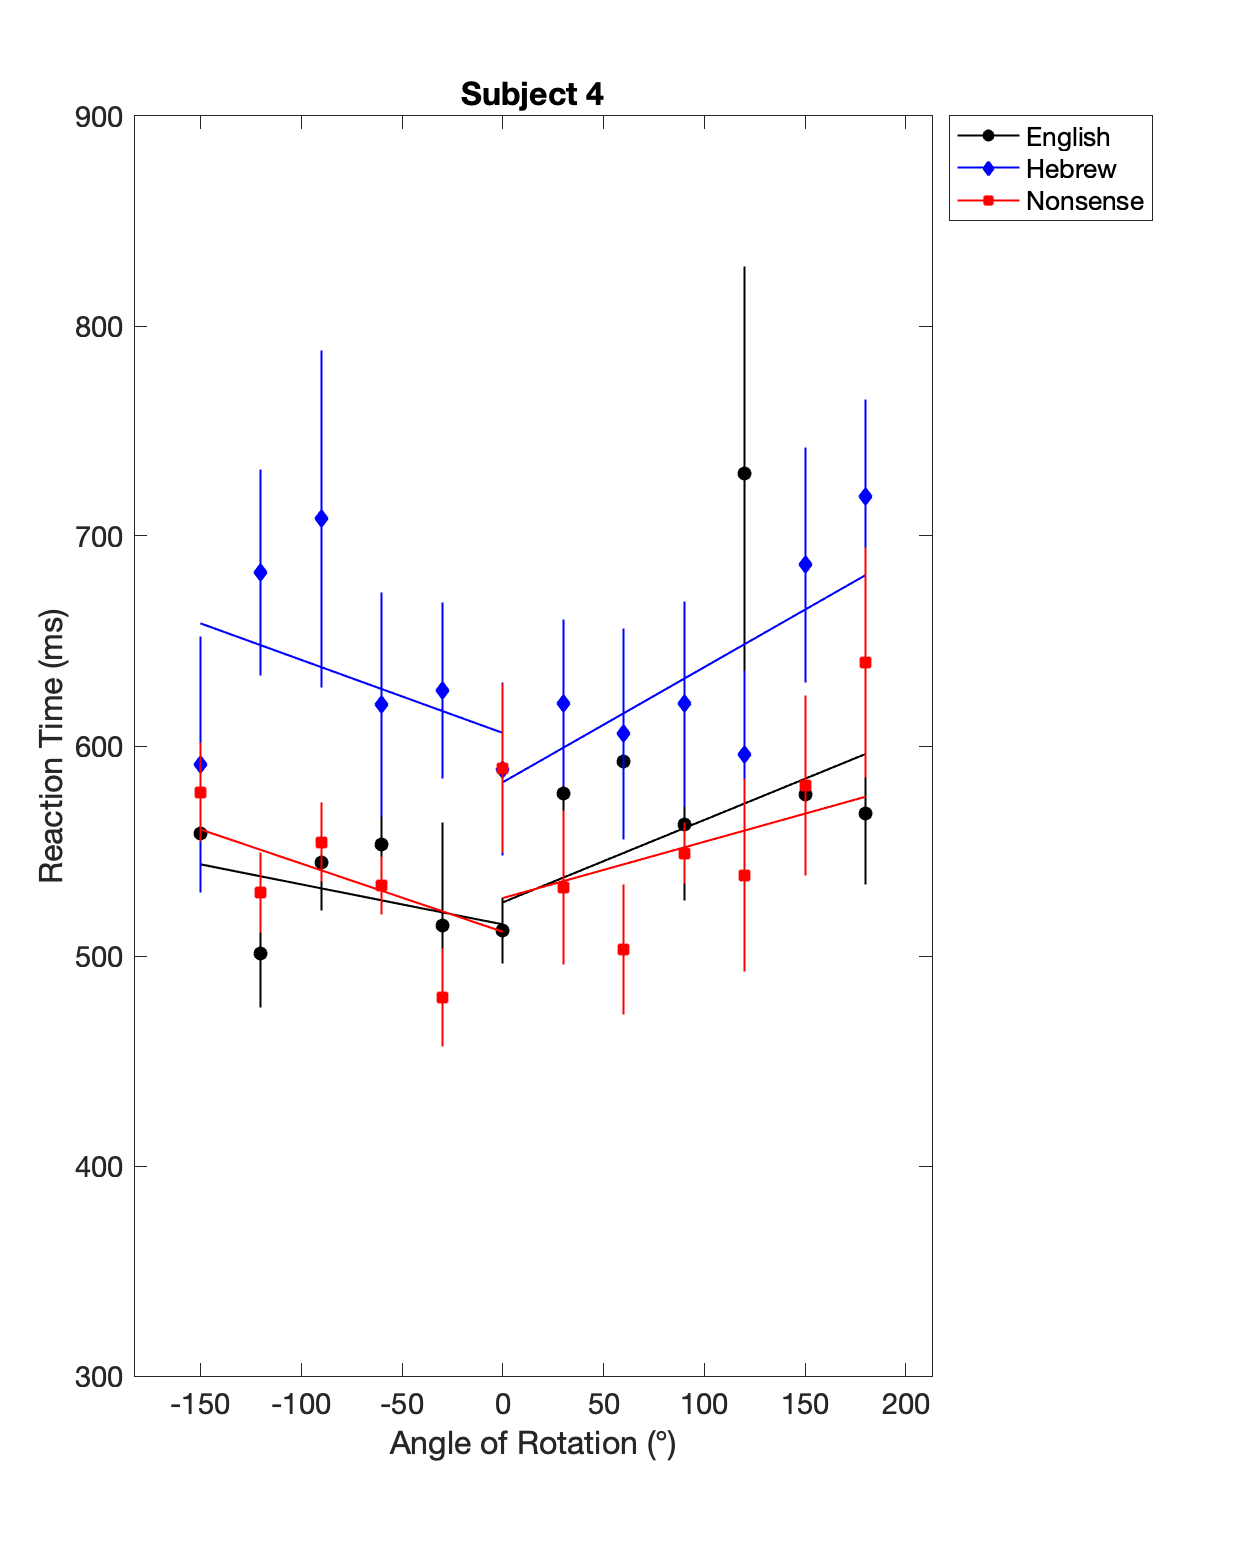 Subject 4
900
800
700
600
500
400
300
Reaction Time (ms)
-150 -100 -50 0 50 100 150 200
Angle of Rotation (°)
English
Hebrew
Nonsense